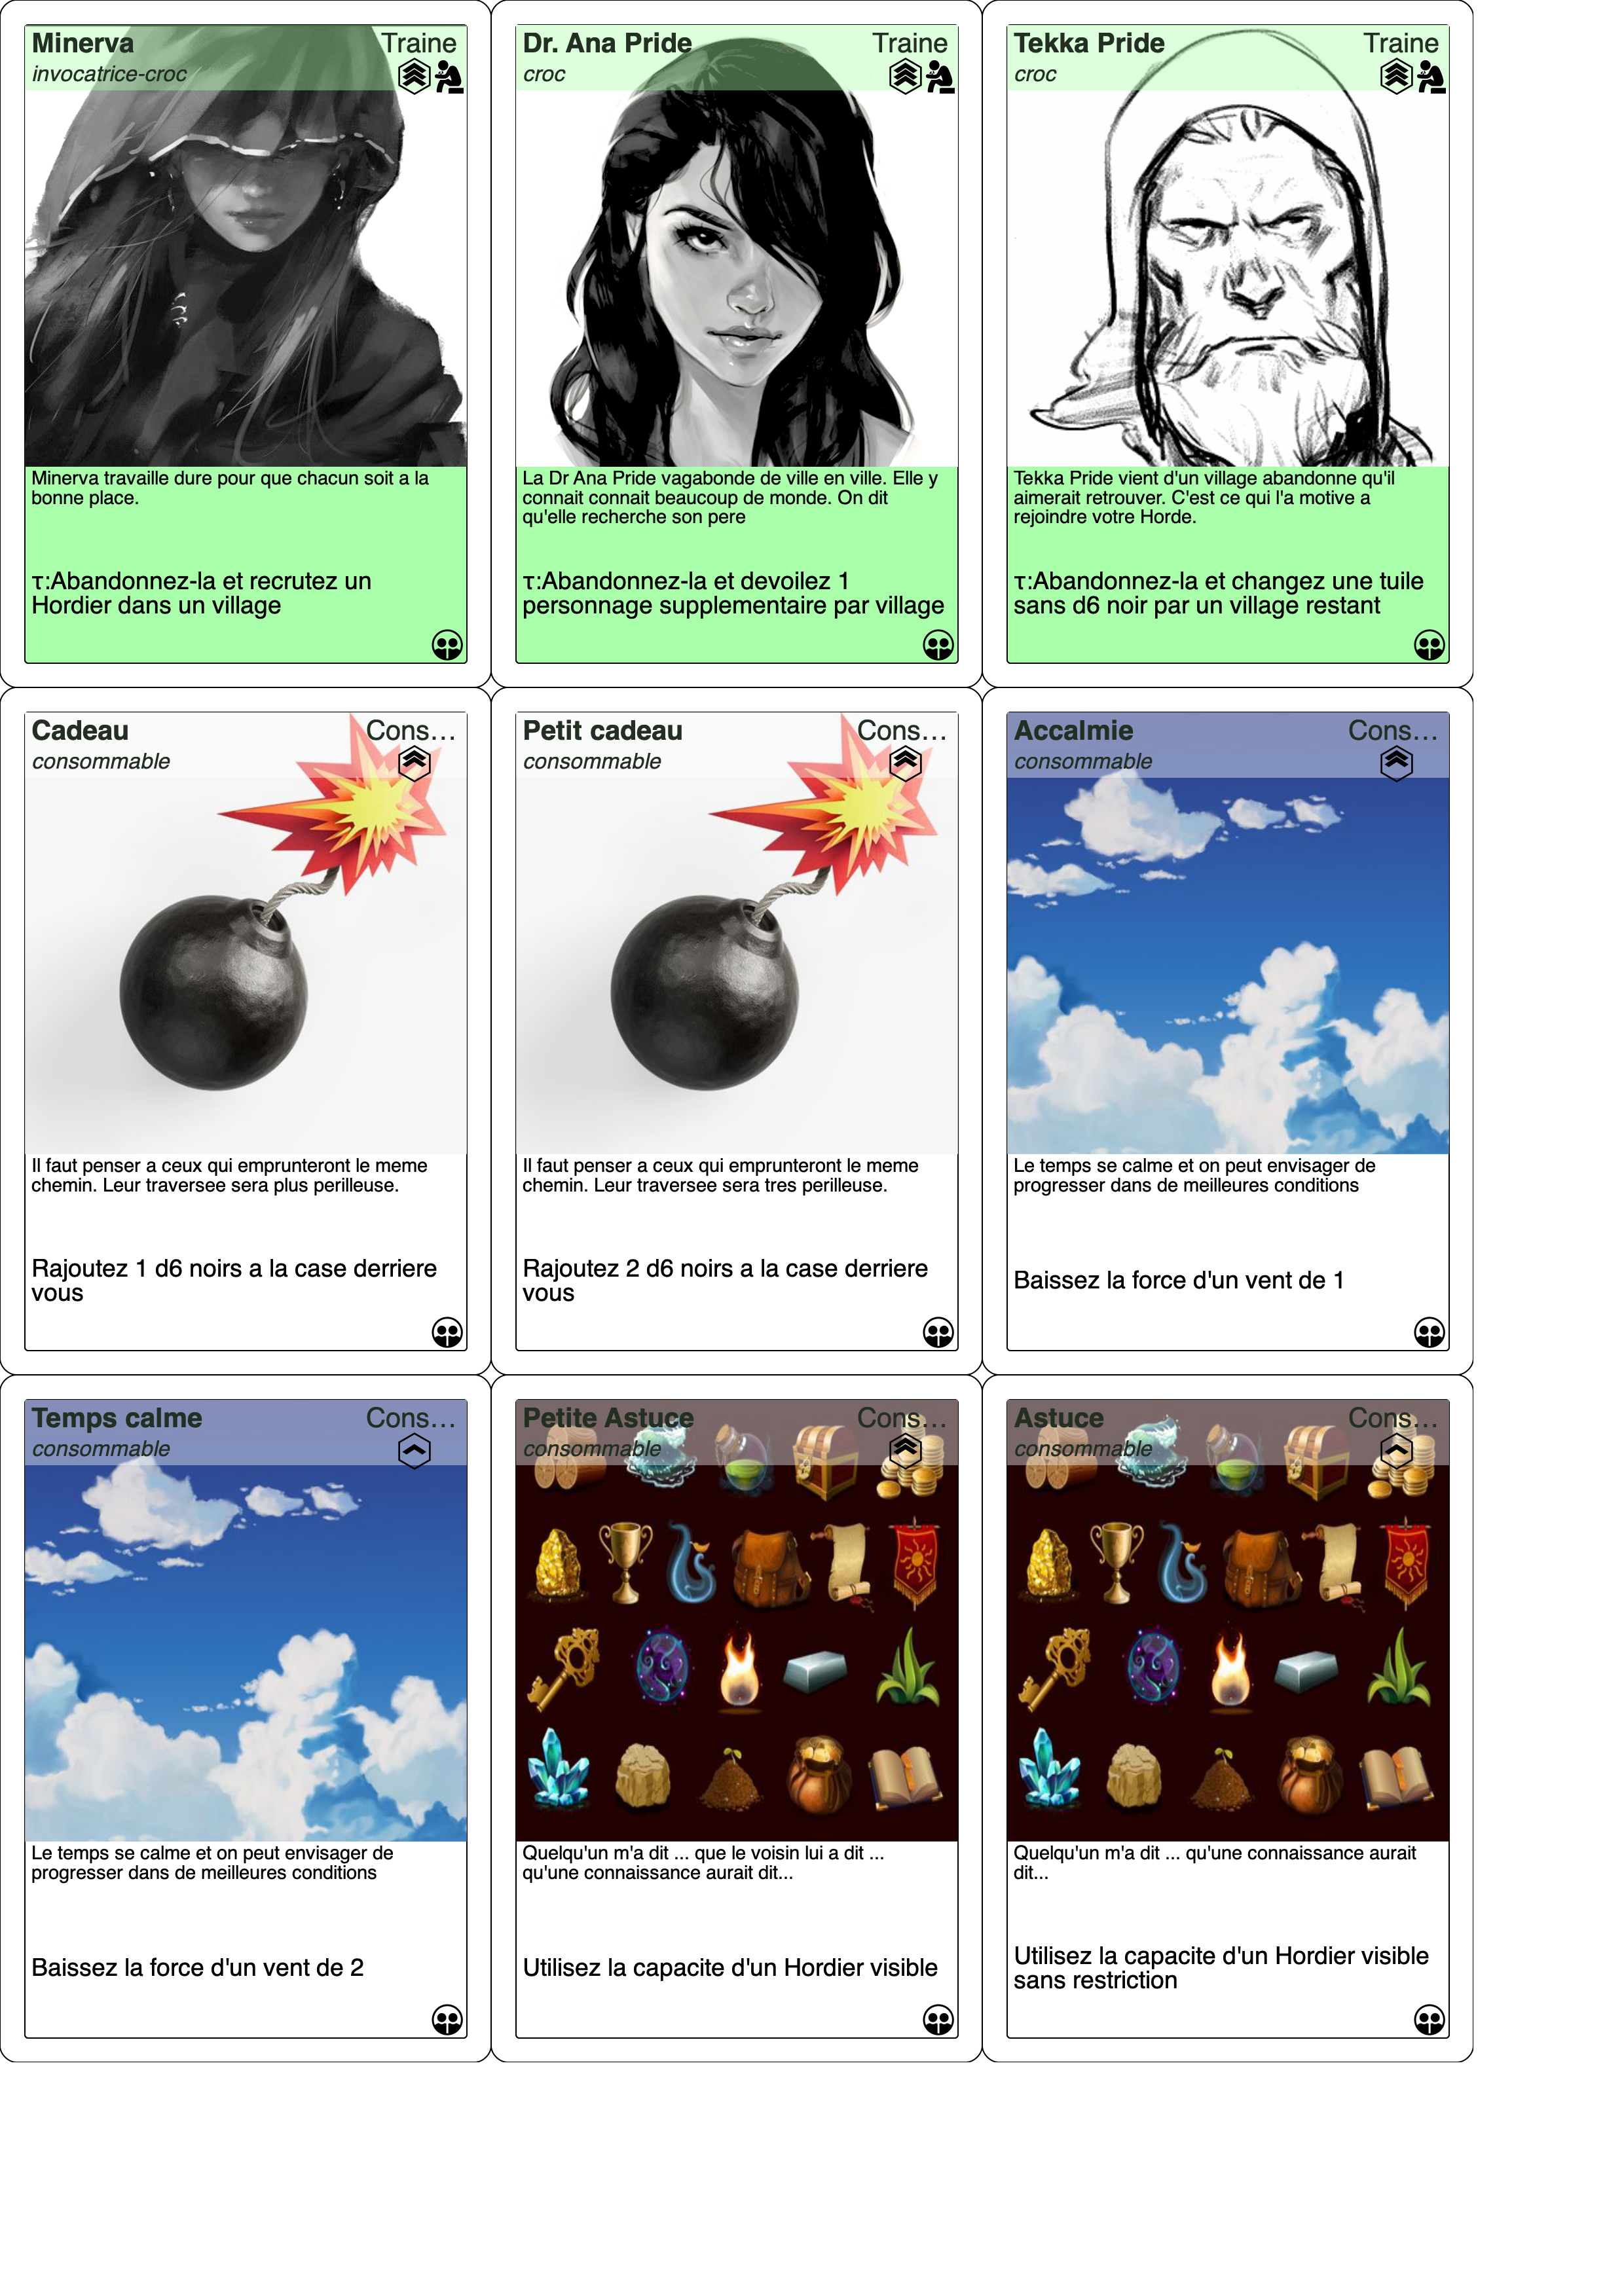 Minerva Traine
invocatrice-croc
Minerva travaille dure pour que chacun soit a la
bonne place.
τ:Abandonnez-la et recrutez un
Hordier dans un village
Dr. Ana Pride Traine
croc
La Dr Ana Pride vagabonde de ville en ville. Elle y
connait connait beaucoup de monde. On dit
qu'elle recherche son pere
τ:Abandonnez-la et devoilez 1
personnage supplementaire par village
Tekka Pride Traine
croc
Tekka Pride vient d'un village abandonne qu'il
aimerait retrouver. C'est ce qui l'a motive a
rejoindre votre Horde.
τ:Abandonnez-la et changez une tuile
sans d6 noir par un village restant
Cadeau Cons…
consommable
Il faut penser a ceux qui emprunteront le meme
chemin. Leur traversee sera plus perilleuse.
Rajoutez 1 d6 noirs a la case derriere
vous
Petit cadeau Cons…
consommable
Il faut penser a ceux qui emprunteront le meme
chemin. Leur traversee sera tres perilleuse.
Rajoutez 2 d6 noirs a la case derriere
vous
Accalmie Cons…
consommable
Le temps se calme et on peut envisager de
progresser dans de meilleures conditions
Baissez la force d'un vent de 1
Temps calme Cons…
consommable
Le temps se calme et on peut envisager de
progresser dans de meilleures conditions
Baissez la force d'un vent de 2
Petite Astuce Cons…
consommable
Quelqu'un m'a dit ... que le voisin lui a dit ...
qu'une connaissance aurait dit...
Utilisez la capacite d'un Hordier visible
Astuce Cons…
consommable
Quelqu'un m'a dit ... qu'une connaissance aurait
dit...
Utilisez la capacite d'un Hordier visible
sans restriction